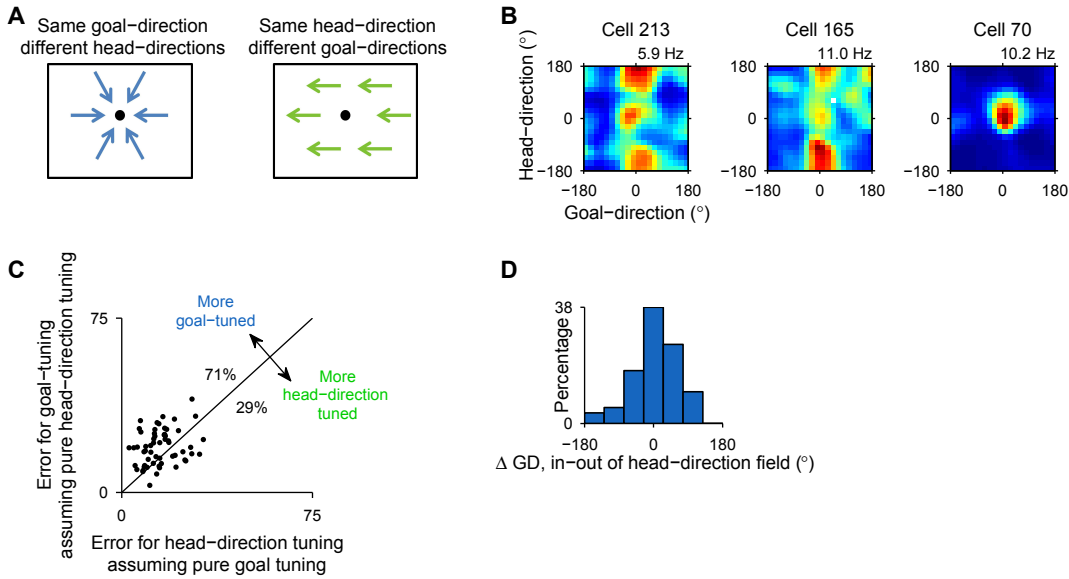 A
Same goal−direction
different head−directions
Same head−direction
different goal−directions
B
Cell 213
5.9 Hz
Cell 165
11.0 Hz
Cell 70
10.2 Hz
Head−direction (°)
180
0
−180
180
0
−180
180
0
−180
−180 0 180
−180 0 180
−180 0 180
Goal−direction (°)
C
Error for goal−tuning
assuming pure head−direction tuning
75
0
More
goal−tuned
71%
29%
More
head−direction
tuned
0 75
Error for head−direction tuning
assuming pure goal tuning
D
Percentage
38
0
−180 0 180
Δ GD, in−out of head−direction field (°)